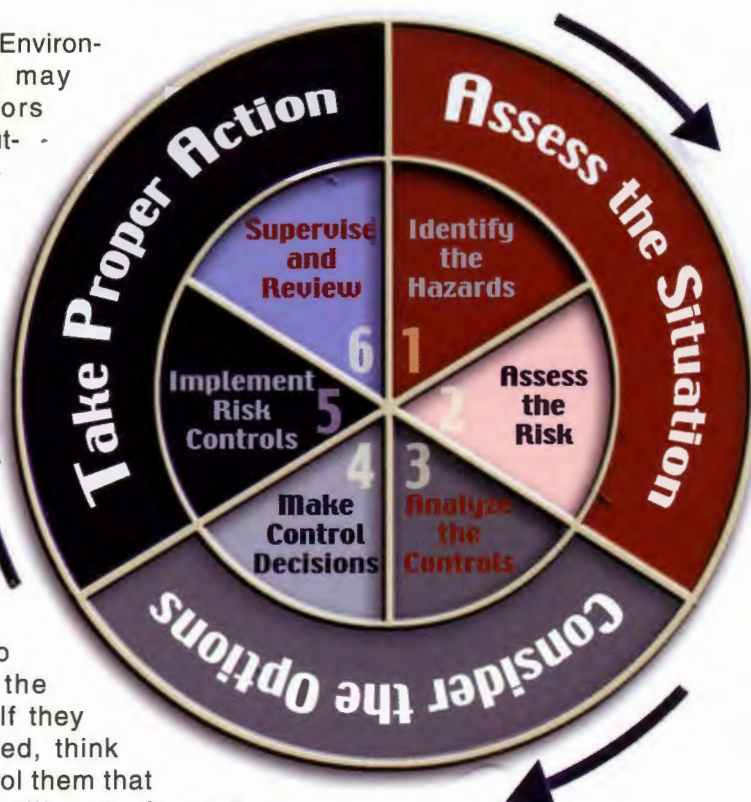 Environ-
may
ors
ut-
Assess the Situation
Identify
the
Hazards
1
Assess
the
Risk
2
Consider the Options
3
Analyze
the
Controls
4
Make
Control
Decisions
Take Proper Action
Implement
Risk
Controls
5
Supervise
and
Review
6
the
If they
ed, think
ol them that